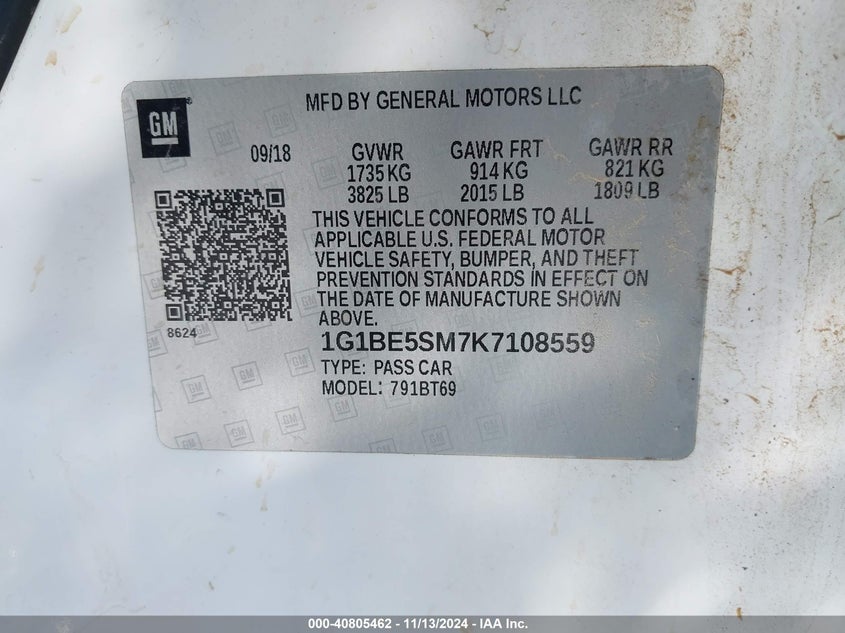 GM
MFD BY GENERAL MOTORS LLC
09/18 GVWR GAWR FRT GAWR RR
1735 KG 914 KG 821 KG
3825 LB 2015 LB 1809 LB
THIS VEHICLE CONFORMS TO ALL
APPLICABLE U.S. FEDERAL MOTOR
VEHICLE SAFETY, BUMPER, AND THEFT
PREVENTION STANDARDS IN EFFECT ON
THE DATE OF MANUFACTURE SHOWN
ABOVE.
8624
1G1BE5SM7K7108559
TYPE: PASS CAR
MODEL: 791BT69
000-40805462 - 11/13/2024 - IAA Inc.